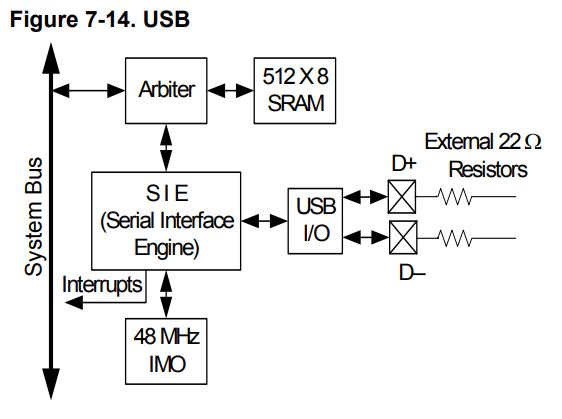 Figure 7-14. USB
Arbiter
512 X 8
SRAM
External 22 Ω
Resistors
D+
System Bus
SIE
(Serial Interface
Engine)
USB
I/O
D–
Interrupts
48 MHz
IMO